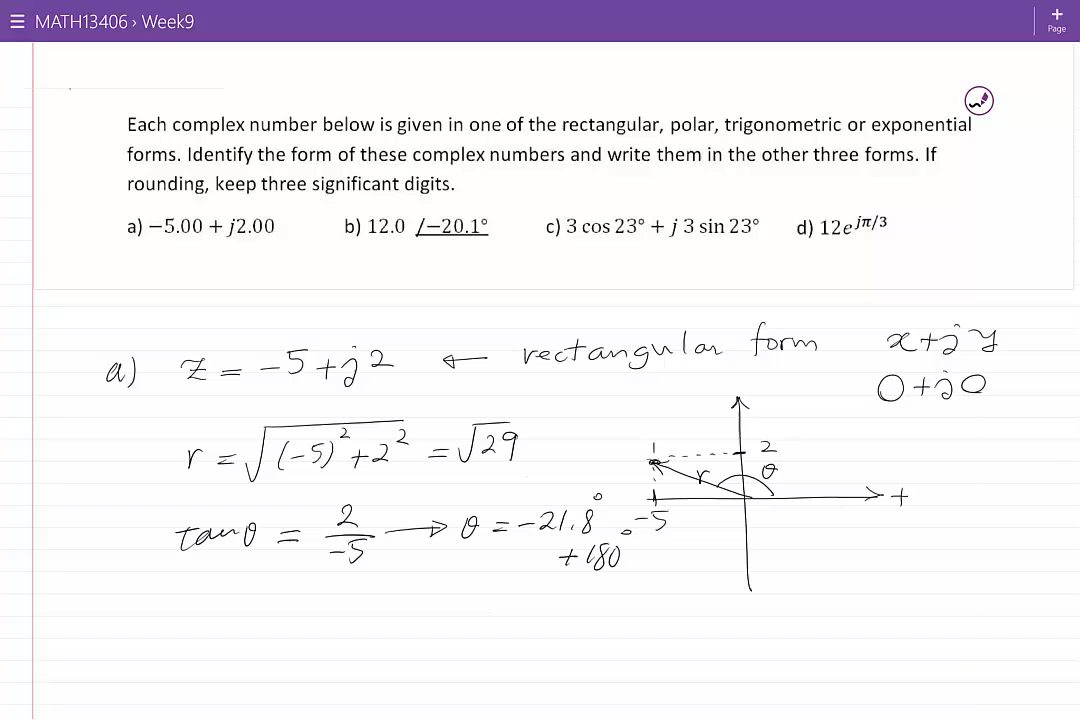 ☰ MATH13406 › Week9
+
Page
Each complex number below is given in one of the rectangular, polar, trigonometric or exponential
forms. Identify the form of these complex numbers and write them in the other three forms. If
rounding, keep three significant digits.
a) −5.00 + j2.00 b) 12.0 /−20.1° c) 3 cos 23° + j 3 sin 23° d) 12e^{jπ/3}
a) z = −5+j2 ← rectangular form x+jy
0+j0
r = √((−5)²+2²) = √29
2
θ
r
+
tanθ = 2/−5 → θ = −21.8°
−5
+180°